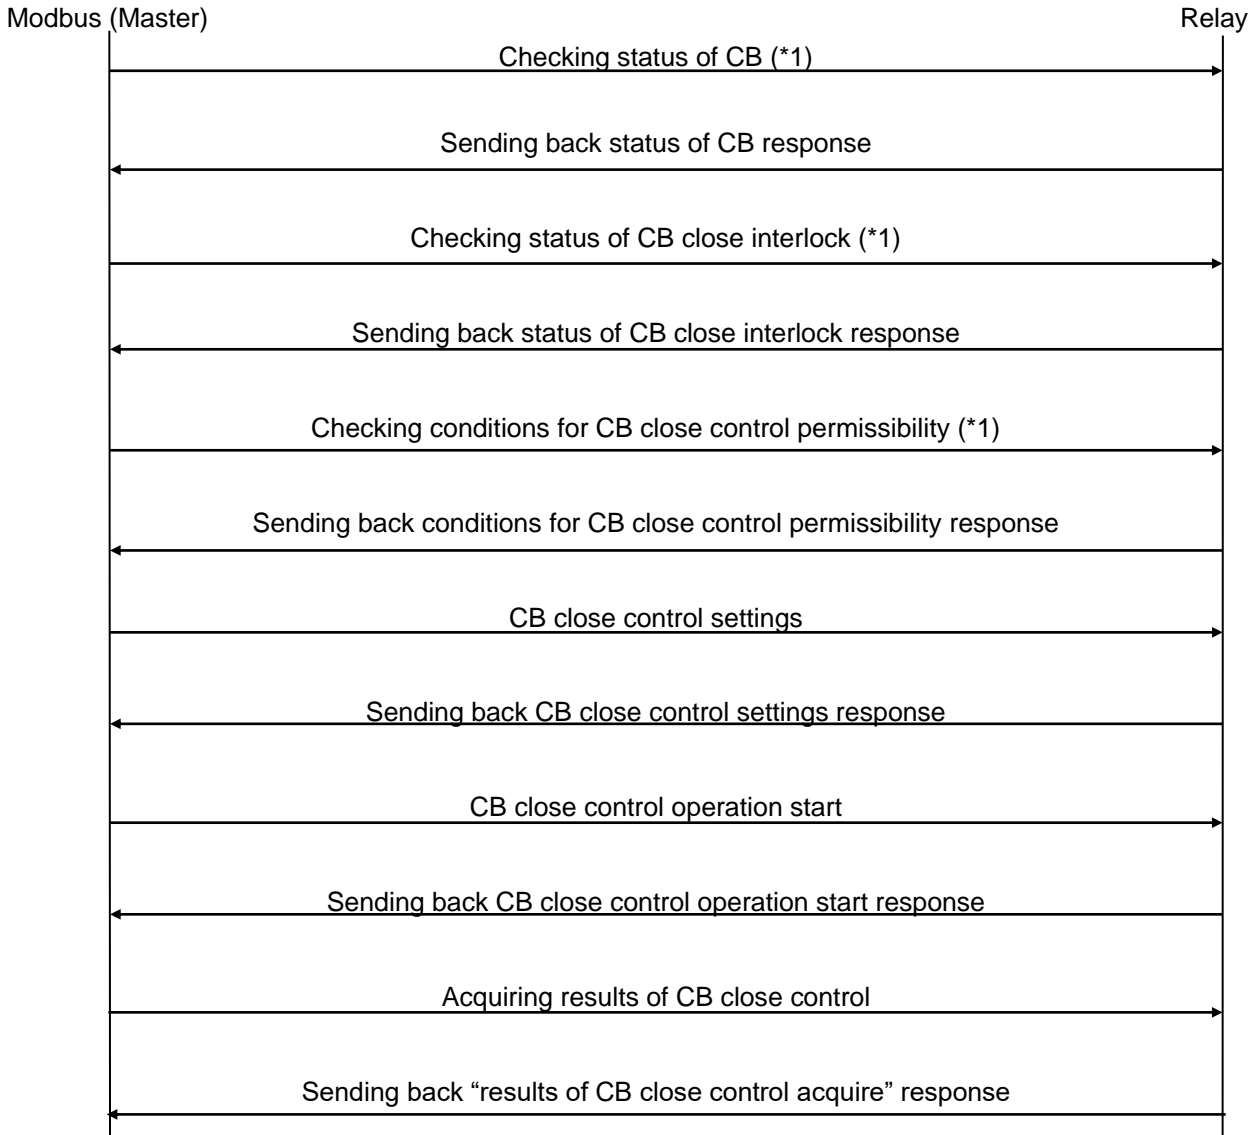 Modbus (Master)
Relay
Checking status of CB (*1)
Sending back status of CB response
Checking status of CB close interlock (*1)
Sending back status of CB close interlock response
Checking conditions for CB close control permissibility (*1)
Sending back conditions for CB close control permissibility response
CB close control settings
Sending back CB close control settings response
CB close control operation start
Sending back CB close control operation start response
Acquiring results of CB close control
Sending back “results of CB close control acquire” response